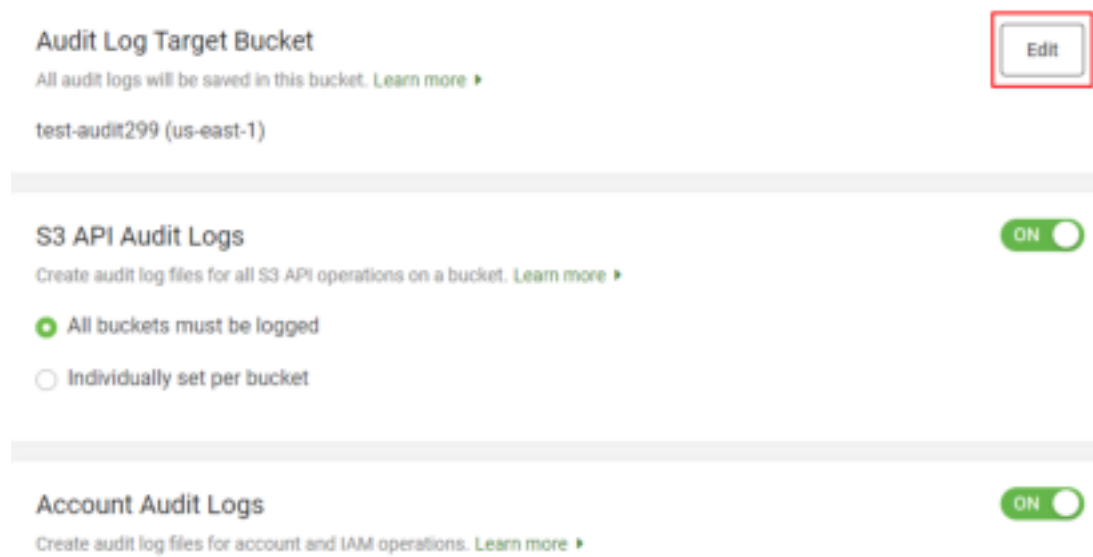 Audit Log Target Bucket
Edit
All audit logs will be saved in this bucket. Learn more
test-audit299 (us-east-1)
S3 API Audit Logs
ON
Create audit log files for all S3 API operations on a bucket. Learn more
All buckets must be logged
Individually set per bucket
Account Audit Logs
ON
Create audit log files for account and IAM operations. Learn more